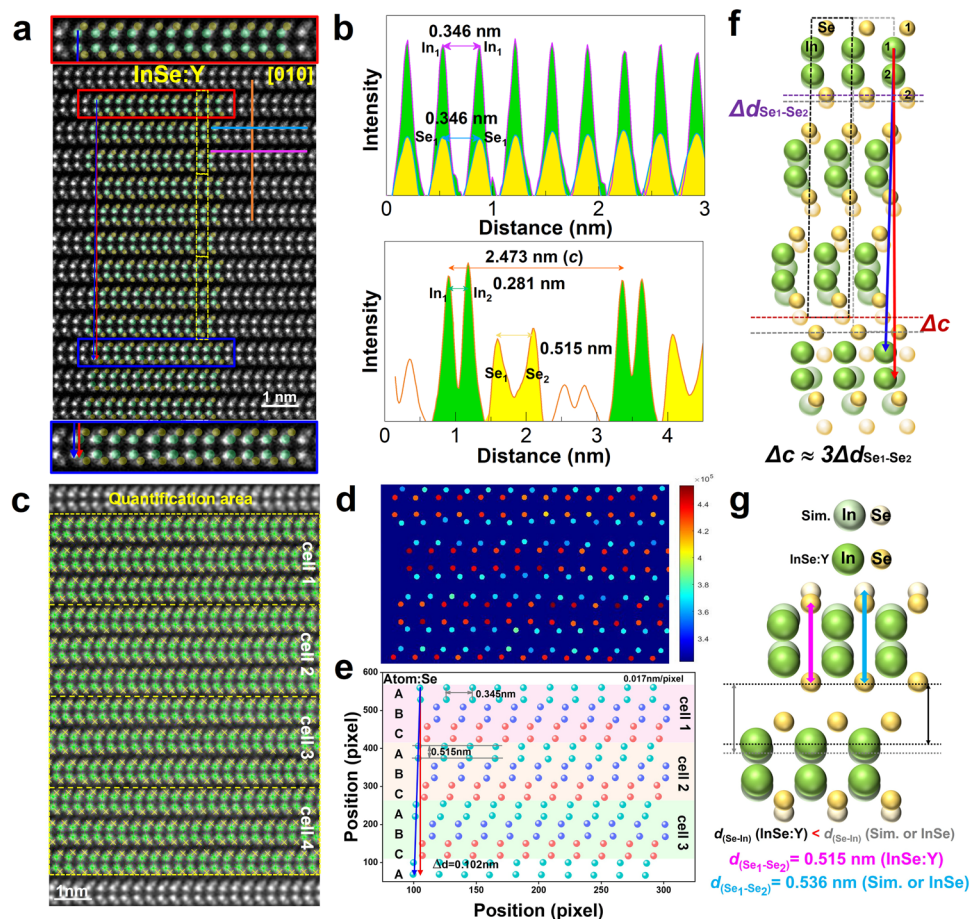 a
InSe:Y
[010]
1 nm
b
0.346 nm
In1
In1
0.346 nm
Se1
Se1
Intensity
0
1
2
3
Distance (nm)
2.473 nm (c)
0.281 nm
In1
In2
0.515 nm
Se1
Se2
Intensity
0
1
2
3
4
Distance (nm)
c
Quantification area
cell 1
cell 2
cell 3
cell 4
1nm
d
×10⁵
4.4
4.2
4
3.8
3.6
3.4
e
Atom:Se
0.017nm/pixel
0.345nm
0.515nm
Δd=0.102nm
A
B
C
A
B
C
A
B
C
A
cell 1
cell 2
cell 3
600
500
400
300
200
100
0
Position (pixel)
100
150
200
250
300
Position (pixel)
f
Se
1
In
1
2
2
ΔdSe1-Se2
Δc
Δc ≈ 3ΔdSe1-Se2
g
Sim.
In
Se
InSe:Y
In
Se
d(Se-In) (InSe:Y) < d(Se-In) (Sim. or InSe)
d(Se1-Se2)= 0.515 nm (InSe:Y)
d(Se1-Se2)= 0.536 nm (Sim. or InSe)